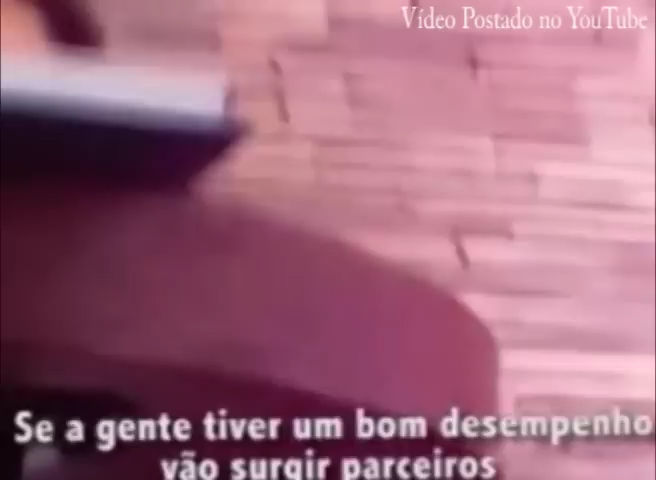 Vídeo Postado no YouTube
Se a gente tiver um bom desempenho
vão surgir parceiros